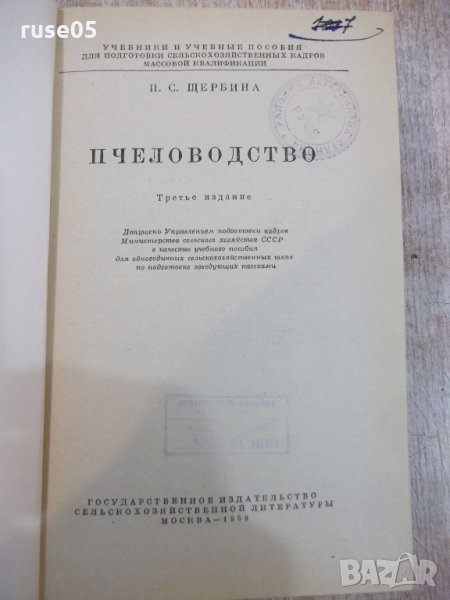 ruse05
УЧЕБНИКИ И УЧЕБНЫЕ ПОСОБИЯ
ДЛЯ ПОДГОТОВКИ СЕЛЬСКОХОЗЯЙСТВЕННЫХ КАДРОВ
МАССОВОЙ КВАЛИФИКАЦИИ
П. С. ЩЕРБИНА
ПЧЕЛОВОДСТВО
Третье издание
Допущено Управлением подготовки кадров
Министерства сельского хозяйства СССР
в качестве учебного пособия
для одногодичных сельскохозяйственных школ
по подготовке заведующих пасеками
ГОСУДАРСТВЕННОЕ ИЗДАТЕЛЬСТВО
СЕЛЬСКОХОЗЯЙСТВЕННОЙ ЛИТЕРАТУРЫ
МОСКВА—1958
BAZAR
.bg